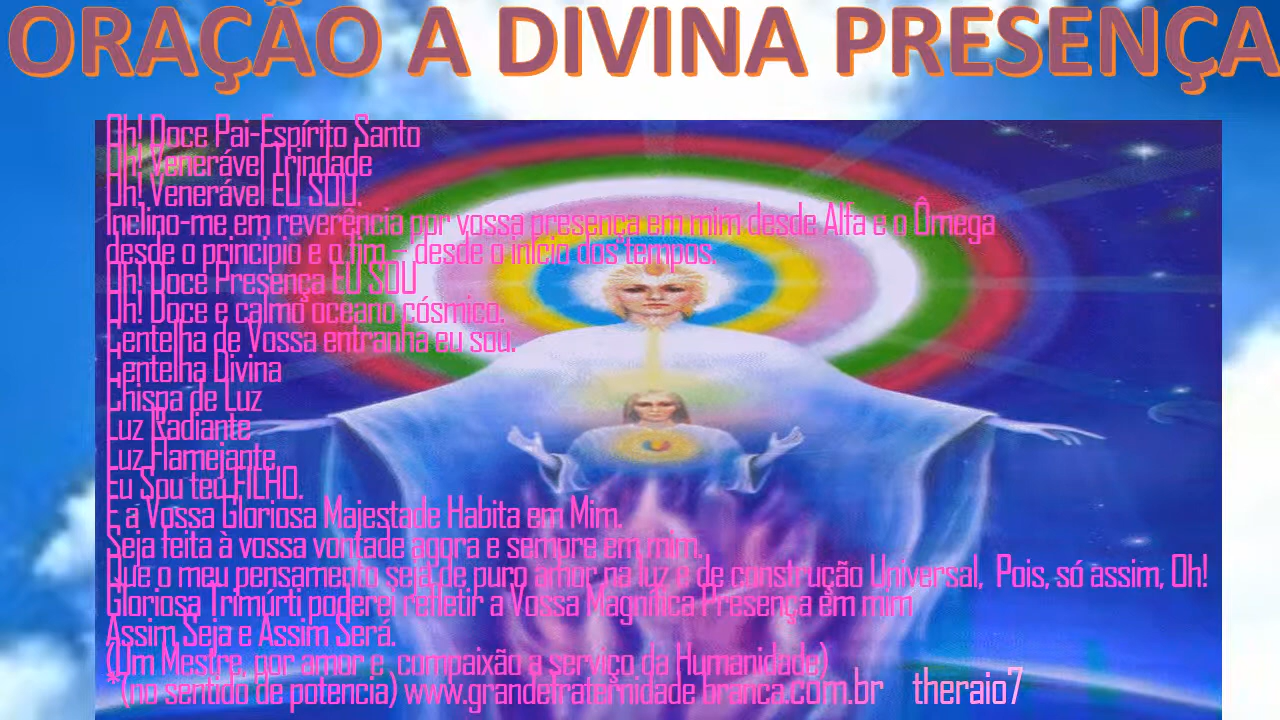 ORAÇÃO A DIVINA PRESENÇA
Oh! Doce Pai-Espírito Santo
Oh! Venerável Trindade
Oh! Venerável EU SOU.
Inclino-me em reverência por vossa presença em mim desde Alfa e o Ômega
desde o principio e o fim – desde o início dos tempos.
Oh! Doce Presença EU SOU
Oh! Doce e calmo oceano cósmico.
Centelha de Vossa entranha eu sou.
Centelha Divina
Chispa de Luz
Luz Radiante
Luz Flamejante
Eu Sou teu FILHO.
E a Vossa Gloriosa Majestade Habita em Mim.
Seja feita à vossa vontade agora e sempre em mim.
Que o meu pensamento seja de puro amor na luz e de construção Universal, Pois, só assim, Oh!
Gloriosa Trimúrti poderei refletir a Vossa Magnífica Presença em mim
Assim Seja e Assim Será.
(Um Mestre, por amor e cumpaixão a serviço da Humanidade)
*(no sentido de potencia) www.grandefraternidade branca.com.br theraio7